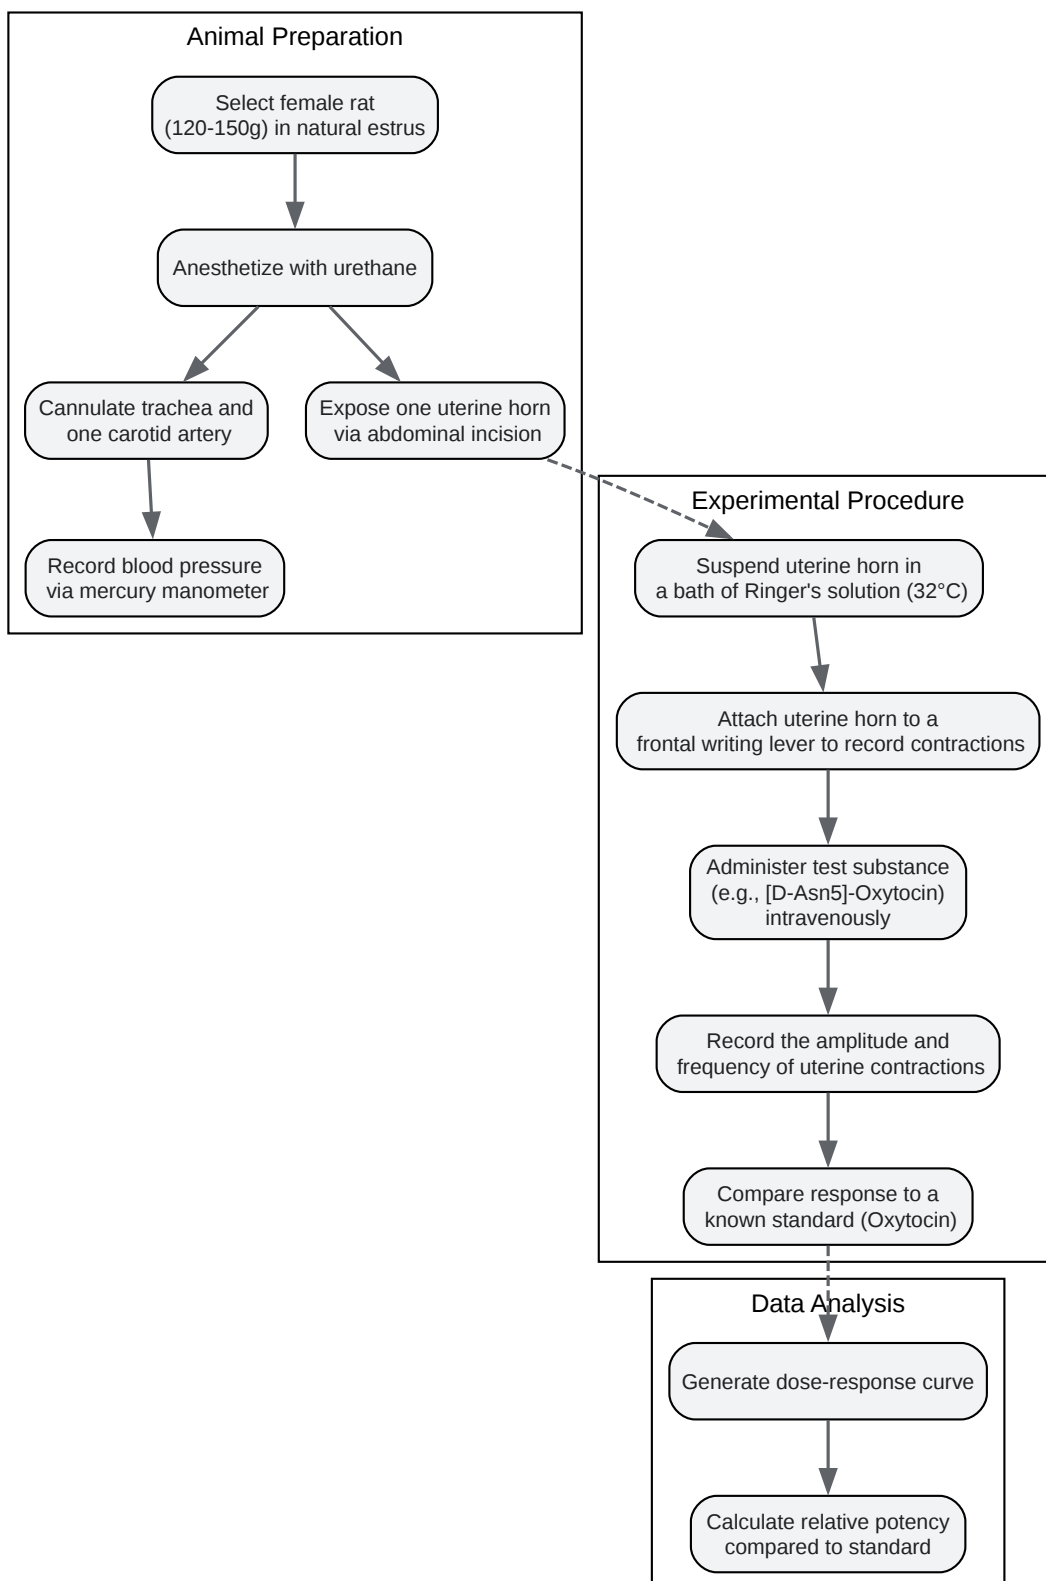 Animal Preparation
Select female rat
(120-150g) in natural estrus
Anesthetize with urethane
Cannulate trachea and
one carotid artery
Expose one uterine horn
via abdominal incision
Record blood pressure
via mercury manometer
Experimental Procedure
Suspend uterine horn in
a bath of Ringer's solution (32°C)
Attach uterine horn to a
frontal writing lever to record contractions
Administer test substance
(e.g., [D-Asn5]-Oxytocin)
intravenously
Record the amplitude and
frequency of uterine contractions
Compare response to a
known standard (Oxytocin)
Data Analysis
Generate dose-response curve
Calculate relative potency
compared to standard